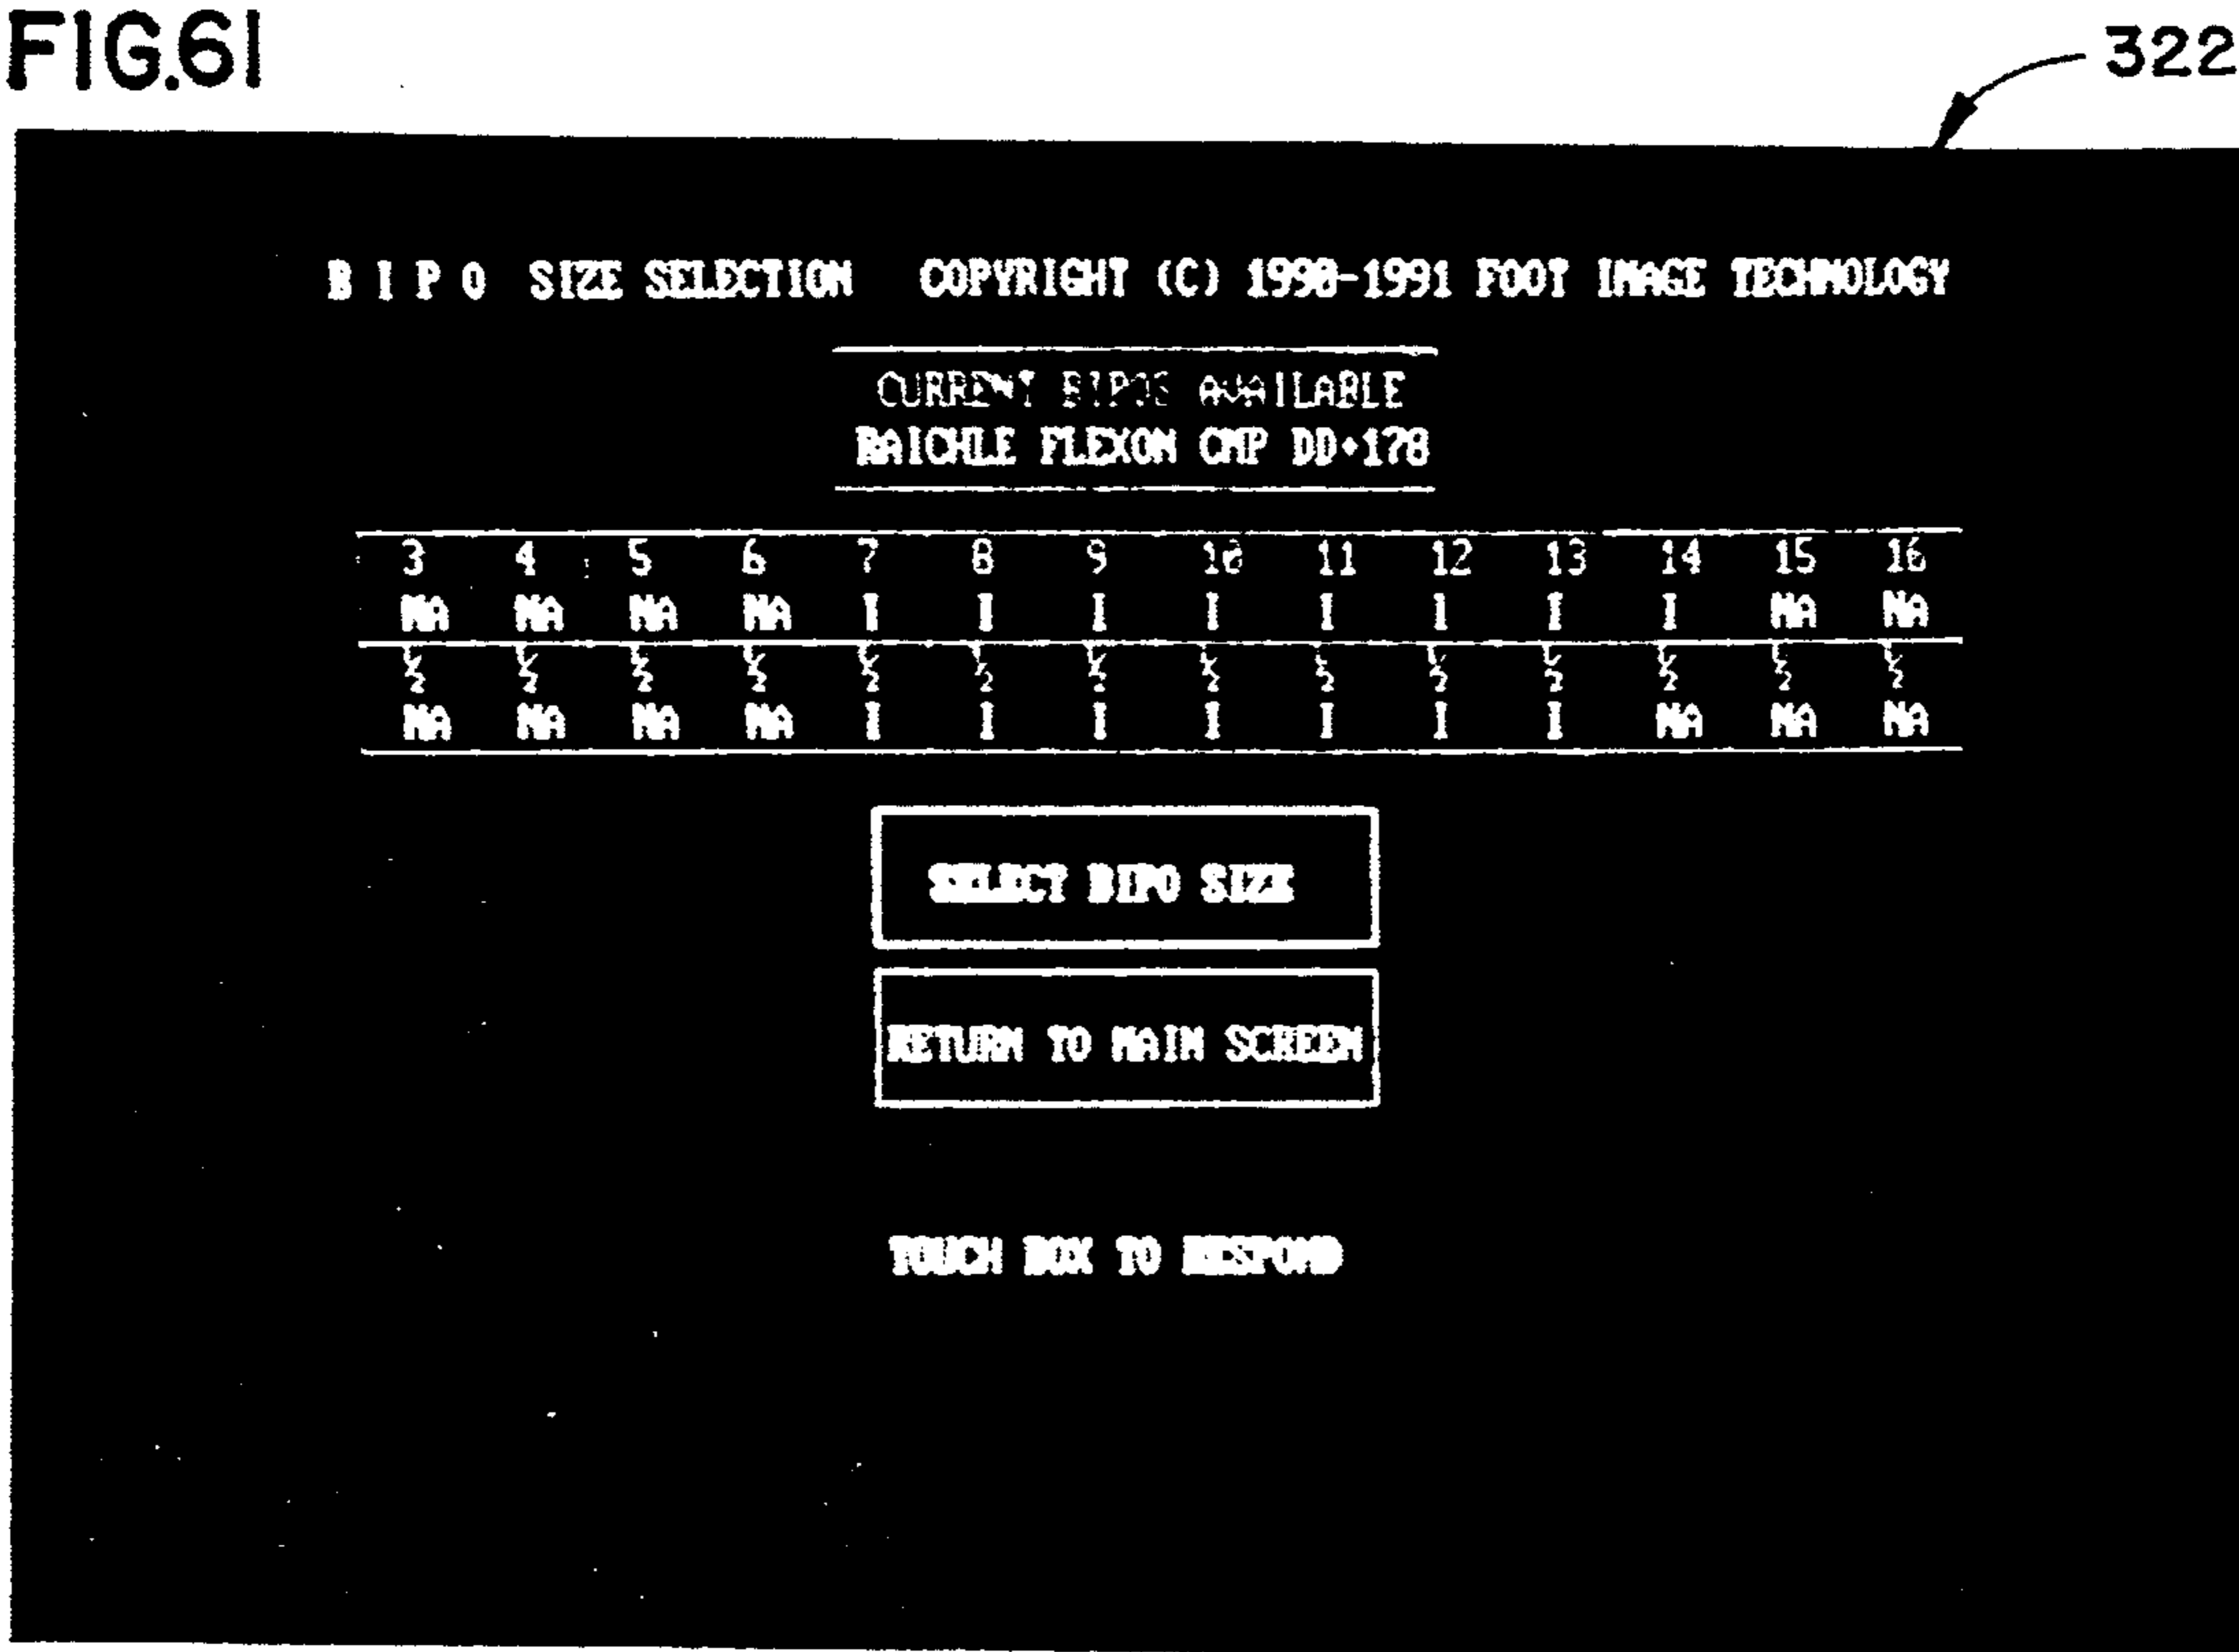 FIG.61
322
B I P O SIZE SELECTION COPYRIGHT (C) 1990-1991 FOOT IMAGE TECHNOLOGY
CURRENT AVAILABLE
RAICHLE FLEXON CMP DD•178
3 4 5 6 7 8 9 10 11 12 13 14 15 16
NA NA NA NA I I I I I I I I NA NA
½ ½ ½ ½ ½ ½ ½ ½ ½ ½ ½ ½ ½ ½
NA NA NA NA I I I I I I I NA NA NA
SELECT BIPO SIZE
RETURN TO MAIN SCREEN
TOUCH BOX TO RESPOND